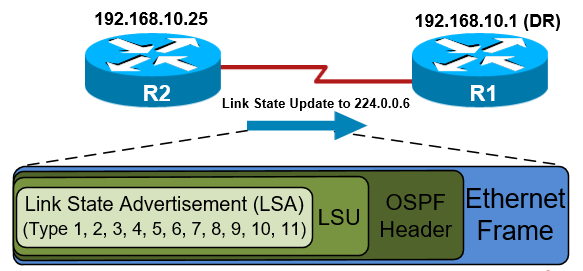 192.168.10.25
192.168.10.1 (DR)
R2
R1
Link State Update to 224.0.0.6
Link State Advertisement (LSA)
(Type 1, 2, 3, 4, 5, 6, 7, 8, 9, 10, 11)
LSU
OSPF
Header
Ethernet
Frame